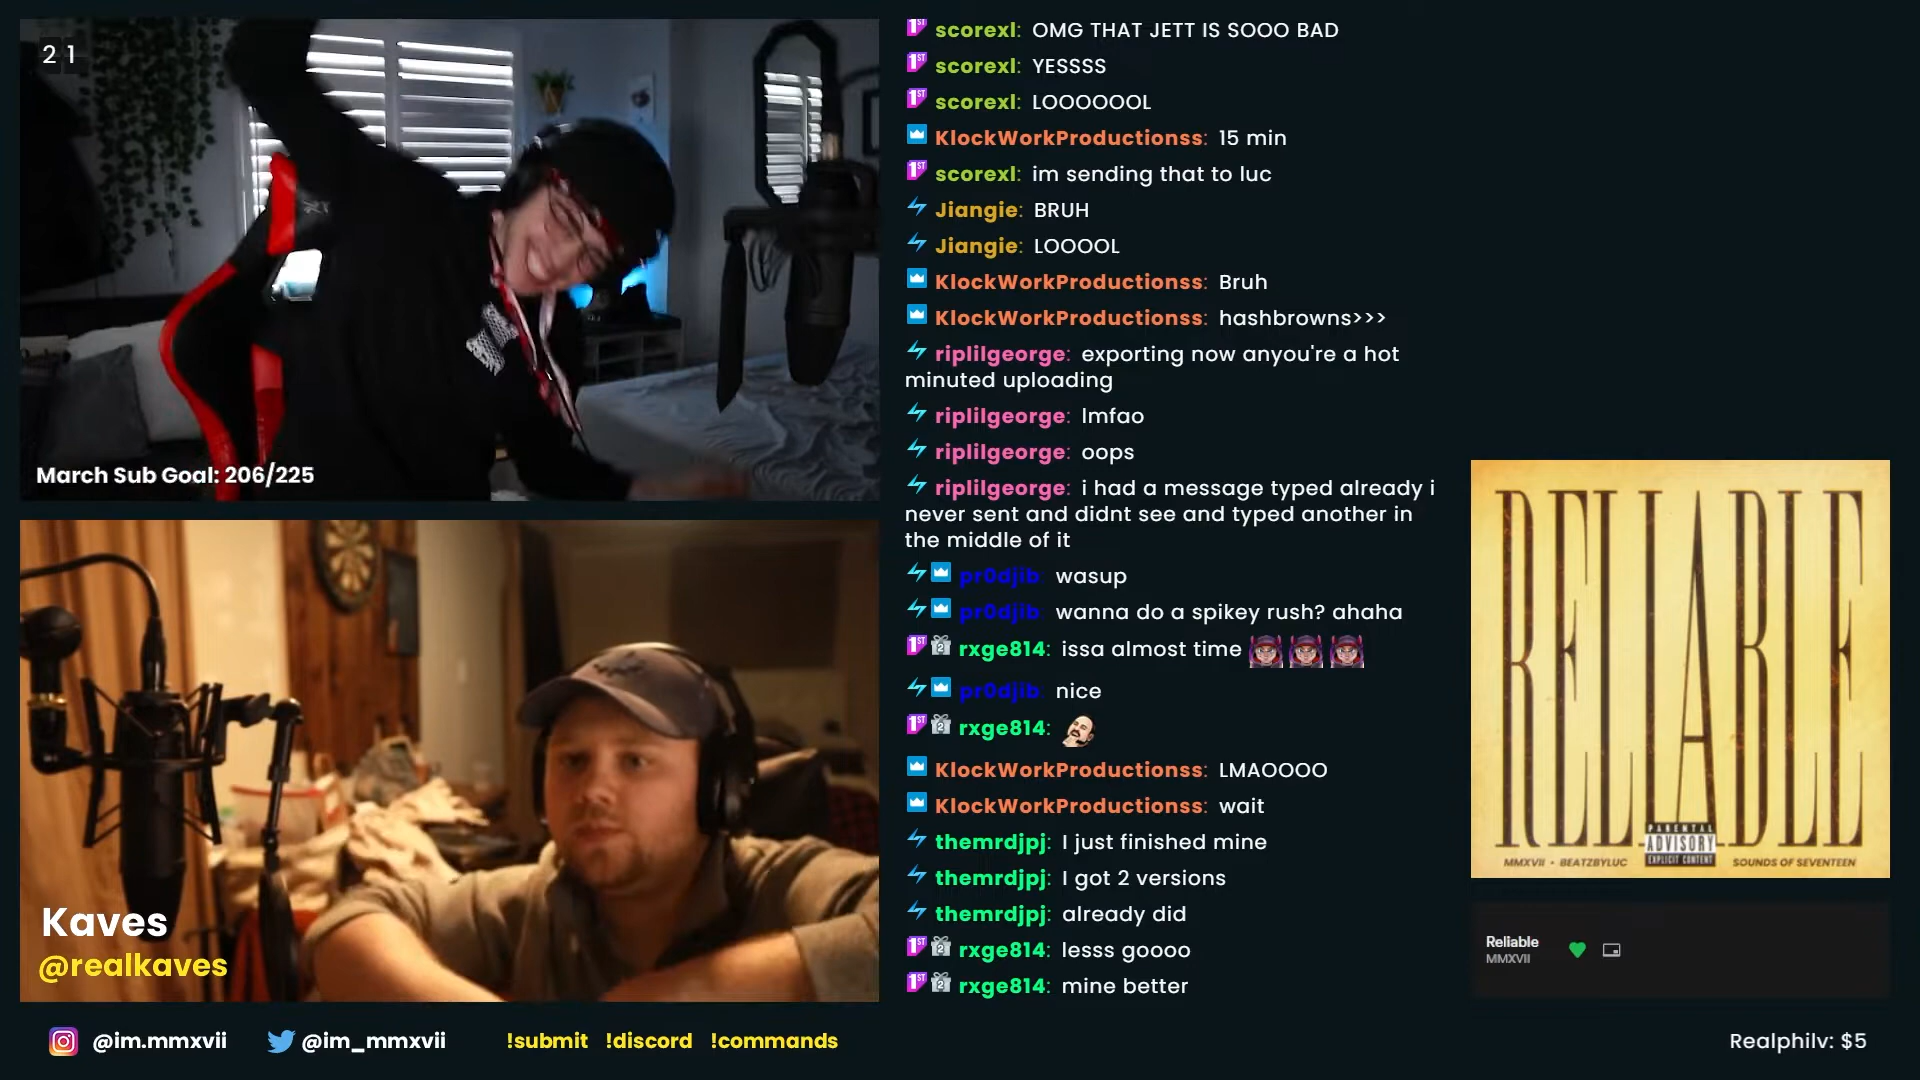 21
March Sub Goal: 206/225
Kaves
@realkaves
@im.mmxvii
@im_mmxvii
!submit !discord !commands
scorexl: OMG THAT JETT IS SOOO BAD
scorexl: YESSSS
scorexl: LOOOOOOL
KlockWorkProductionss: 15 min
scorexl: im sending that to luc
Jiangie: BRUH
Jiangie: LOOOOL
KlockWorkProductionss: Bruh
KlockWorkProductionss: hashbrowns>>>
riplilgeorge: exporting now anyou're a hot
minuted uploading
riplilgeorge: lmfao
riplilgeorge: oops
riplilgeorge: i had a message typed already i
never sent and didnt see and typed another in
the middle of it
pr0djib wasup
pr0djib wanna do a spikey rush? ahaha
rxge814: issa almost time
pr0djib nice
rxge814:
KlockWorkProductionss: LMAOOOO
KlockWorkProductionss: wait
themrdjpj: I just finished mine
themrdjpj: I got 2 versions
themrdjpj: already did
rxge814: lesss goooo
rxge814: mine better
RELIABLE
PARENTAL
ADVISORY
EXPLICIT CONTENT
MMXVII • BEATZBYLUC
SOUNDS OF SEVENTEEN
Reliable
MMXVII
Realphilv: $5